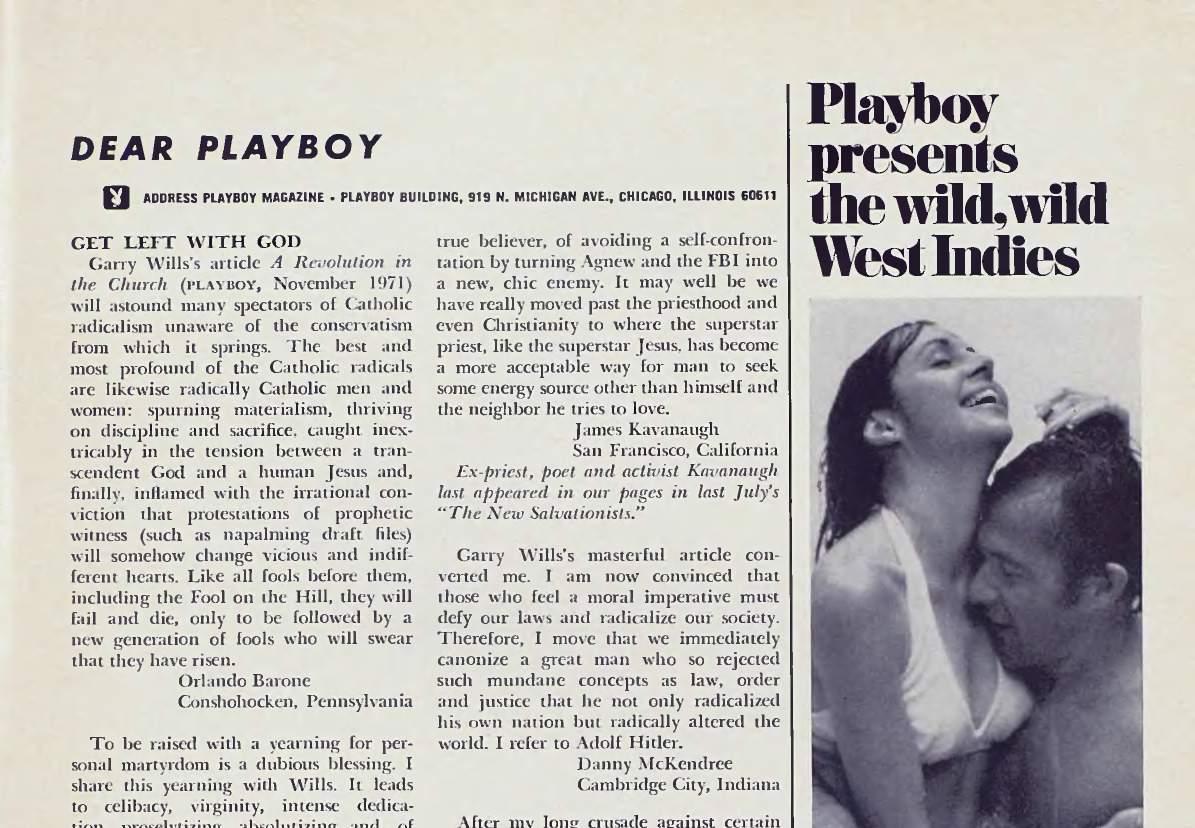 DEAR PLAYBOY
ADDRESS PLAYBOY MAGAZINE • PLAYBOY BUILDING, 919 N. MICHIGAN AVE., CHICAGO, ILLINOIS 60611
GET LEFT WITH GOD
Garry Wills's article A Revolution in
the Church (PLAYBOY, November 1971)
will astound many spectators of Catholic
radicalism unaware of the conservatism
from which it springs. The best and
most profound of the Catholic radicals
are likewise radically Catholic men and
women: spurning materialism, thriving
on discipline and sacrifice, caught inex-
tricably in the tension between a tran-
scendent God and a human Jesus and,
finally, inflamed with the irrational con-
viction that protestations of prophetic
witness (such as napalming draft files)
will somehow change vicious and indif-
ferent hearts. Like all fools before them,
including the Fool on the Hill, they will
fail and die, only to be followed by a
new generation of fools who will swear
that they have risen.
Orlando Barone
Conshohocken, Pennsylvania
To be raised with a yearning for per-
sonal martyrdom is a dubious blessing. I
share this yearning with Wills. It leads
to celibacy, virginity, intense dedica-
tion, proselytizing, absolutizing and, of
true believer, of avoiding a self-confron-
tation by turning Agnew and the FBI into
a new, chic enemy. It may well be we
have really moved past the priesthood and
even Christianity to where the superstar
priest, like the superstar Jesus, has become
a more acceptable way for man to seek
some energy source other than himself and
the neighbor he tries to love.
James Kavanaugh
San Francisco, California
Ex-priest, poet and activist Kavanaugh
last appeared in our pages in last July's
"The New Salvationists."
Garry Wills's masterful article con-
verted me. I am now convinced that
those who feel a moral imperative must
defy our laws and radicalize our society.
Therefore, I move that we immediately
canonize a great man who so rejected
such mundane concepts as law, order
and justice that he not only radicalized
his own nation but radically altered the
world. I refer to Adolf Hitler.
Danny McKendree
Cambridge City, Indiana
After my long crusade against certain
Playboy
presents
the wild, wild
West Indies